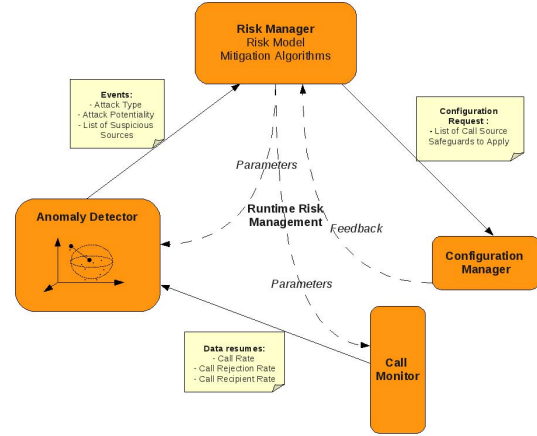 Risk Manager
Risk Model
Mitigation Algorithms
Events:
- Attack Type
- Attack Potentiality
- List of Suspicious
Sources
Configuration
Request :
- List of Call Source
Safeguards to Apply
Parameters
Runtime Risk
Management
Feedback
Anomaly Detector
Configuration
Manager
Parameters
Data resumes:
- Call Rate
- Call Rejection Rate
- Call Recipient Rate
Call
Monitor